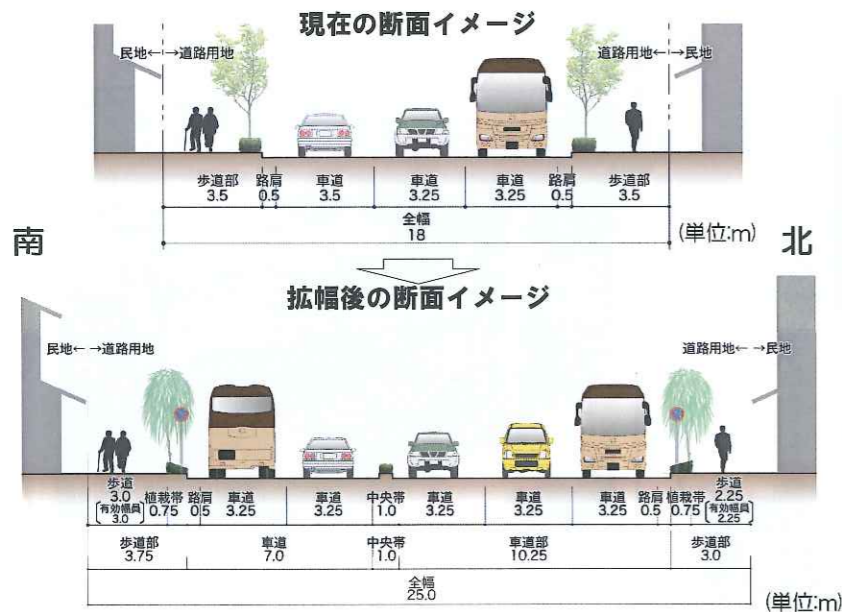 現在の断面イメージ
民地←→道路用地
道路用地←→民地
歩道部 路肩 車道 車道 車道 路肩 歩道部
3.5 0.5 3.5 3.25 3.25 0.5 3.5
全幅
18
(単位:m)
南
北
拡幅後の断面イメージ
民地←→道路用地
道路用地←→民地
歩道
3.0
[有効幅員 3.0]
植栽帯 路肩 車道 車道 中央帯 車道 車道 車道 路肩 植栽帯
0.75 0.5 3.25 3.25 1.0 3.25 3.25 3.25 0.5 0.75
歩道
2.25
[有効幅員 2.25]
歩道部 車道 中央帯 車道部 歩道部
3.75 7.0 1.0 10.25 3.0
全幅
25.0
(単位:m)